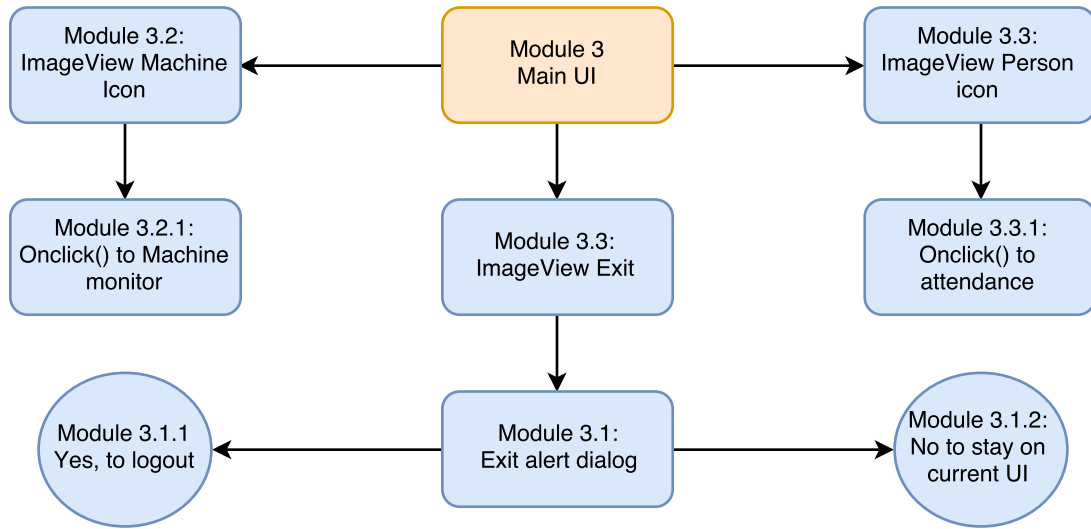 Module 3.2:
ImageView Machine
Icon
Module 3
Main UI
Module 3.3:
ImageView Person
icon
Module 3.2.1:
Onclick() to Machine
monitor
Module 3.3:
ImageView Exit
Module 3.3.1:
Onclick() to
attendance
Module 3.1.1
Yes, to logout
Module 3.1:
Exit alert dialog
Module 3.1.2:
No to stay on
current UI